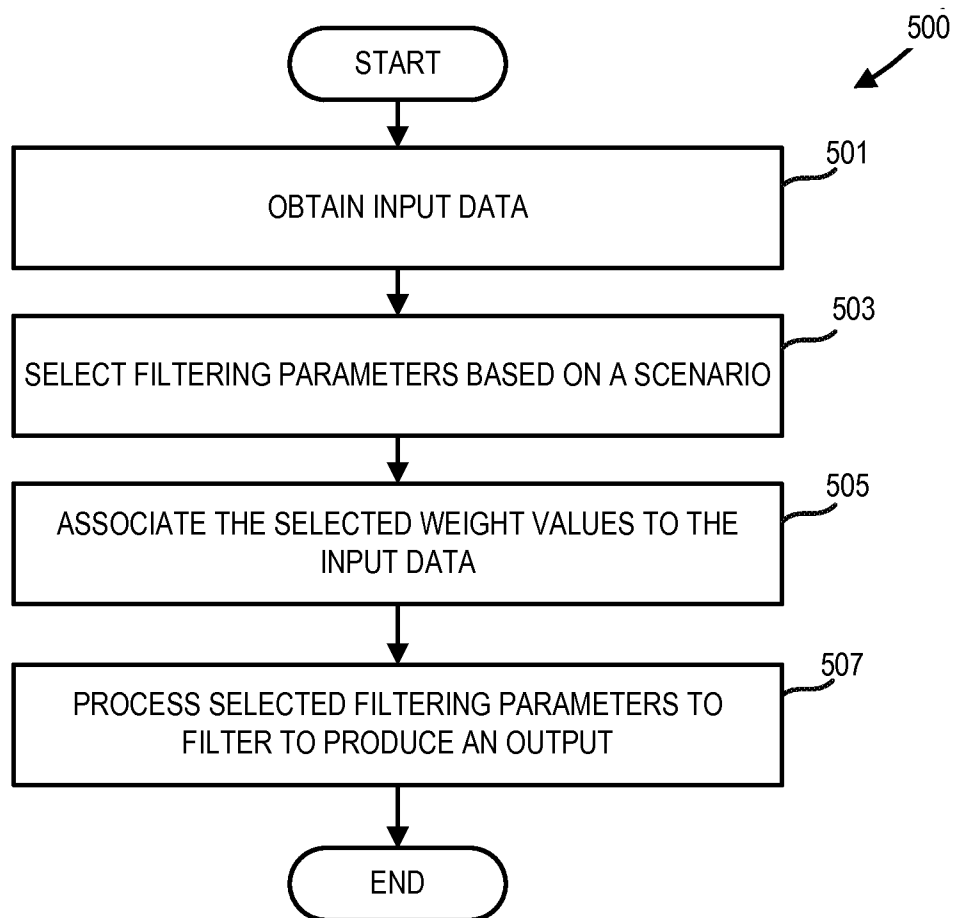 500
START
501
OBTAIN INPUT DATA
503
SELECT FILTERING PARAMETERS BASED ON A SCENARIO
505
ASSOCIATE THE SELECTED WEIGHT VALUES TO THE
INPUT DATA
507
PROCESS SELECTED FILTERING PARAMETERS TO
FILTER TO PRODUCE AN OUTPUT
END